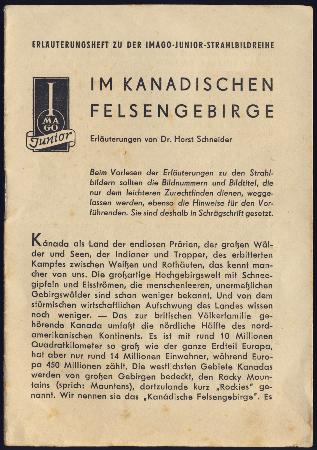 ERLÄUTERUNGSHEFT ZU DER IMAGO-JUNIOR-STRAHLBILDREIHE
I
MA
GO
Junior
IM KANADISCHEN
FELSENGEBIRGE
Erläuterungen von Dr. Horst Schneider
Beim Vorlesen der Erläuterungen zu den Strahl-
bildern sollten die Bildnummern und Bildtitel, die
nur dem leichteren Zurechtfinden dienen, wegge-
lassen werden, ebenso die Hinweise für den Vor-
führenden. Sie sind deshalb in Schrägschrift gesetzt.
Kánada als Land der endlosen Prärien, der großen Wäl-
der und Seen, der Indianer und Trapper, des erbitterten
Kampfes zwischen Weißen und Rothäuten, das kennt man-
cher von uns. Die großartige Hochgebirgswelt mit Schnee-
gipfeln und Eisströmen, die menschenleeren, unermeßlichen
Gebirgswälder sind schon weniger bekannt. Und von dem
stürmischen wirtschaftlichen Aufschwung des Landes wissen
noch weniger. — Das zur britischen Völkerfamilie ge-
hörende Kanada umfaßt die nördliche Hälfte des nord-
amerikanischen Kontinents. Es ist mit rund 10 Millionen
Quadratkilometer so groß wie der ganze Erdteil Europa,
hat aber nur rund 14 Millionen Einwohner, während Euro-
pa 450 Millionen zählt. Die westlichsten Gebiete Kanadas
werden von großen Gebirgen bedeckt, den Rocky Moun-
tains (sprich: Mauntens), dortzulande kurz „Rockies" ge-
nannt. Wir nennen sie das „Kanádische Felsengebirge". Es